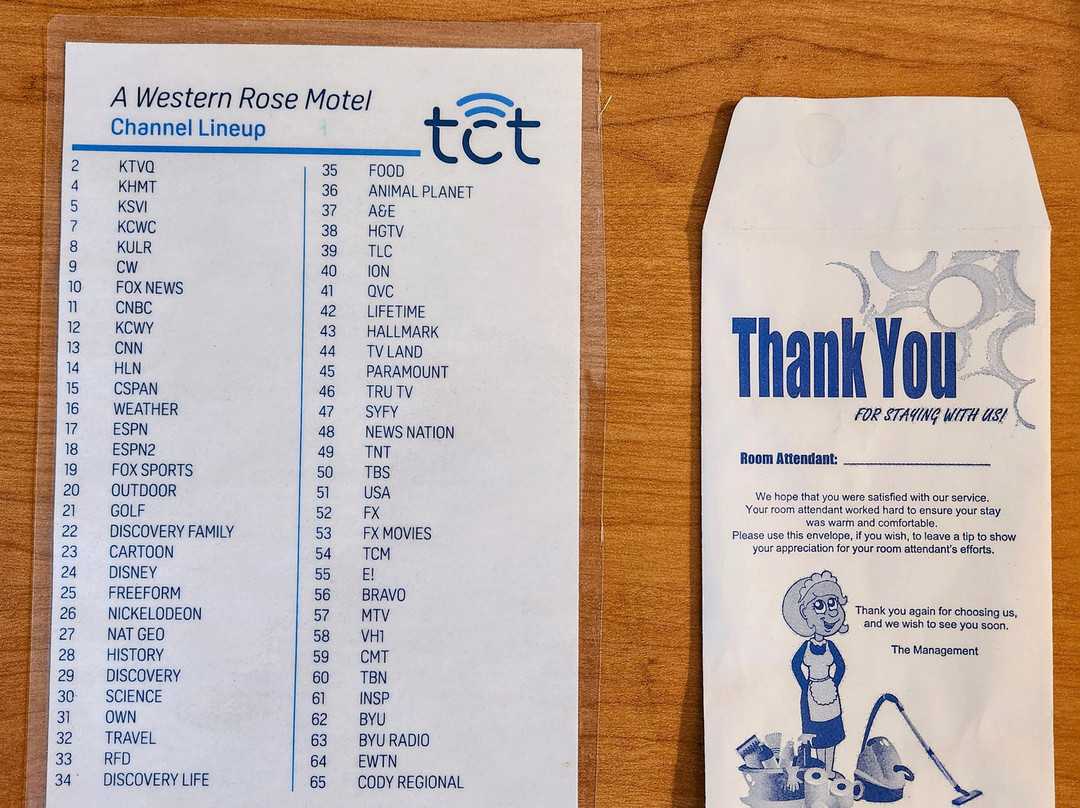 A Western Rose Motel
Channel Lineup
tct
2 KTVQ
4 KHMT
5 KSVI
7 KCWC
8 KULR
9 CW
10 FOX NEWS
11 CNBC
12 KCWY
13 CNN
14 HLN
15 CSPAN
16 WEATHER
17 ESPN
18 ESPN2
19 FOX SPORTS
20 OUTDOOR
21 GOLF
22 DISCOVERY FAMILY
23 CARTOON
24 DISNEY
25 FREEFORM
26 NICKELODEON
27 NAT GEO
28 HISTORY
29 DISCOVERY
30 SCIENCE
31 OWN
32 TRAVEL
33 RFD
34 DISCOVERY LIFE
35 FOOD
36 ANIMAL PLANET
37 A&E
38 HGTV
39 TLC
40 ION
41 QVC
42 LIFETIME
43 HALLMARK
44 TV LAND
45 PARAMOUNT
46 TRU TV
47 SYFY
48 NEWS NATION
49 TNT
50 TBS
51 USA
52 FX
53 FX MOVIES
54 TCM
55 E!
56 BRAVO
57 MTV
58 VH1
59 CMT
60 TBN
61 INSP
62 BYU
63 BYU RADIO
64 EWTN
65 CODY REGIONAL
Thank You
FOR STAYING WITH US!
Room Attendant:
We hope that you were satisfied with our service.
Your room attendant worked hard to ensure your stay
was warm and comfortable.
Please use this envelope, if you wish, to leave a tip to show
your appreciation for your room attendant's efforts.
Thank you again for choosing us,
and we wish to see you soon.
The Management